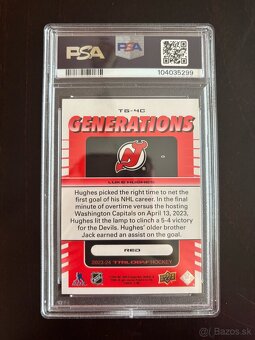 PSA
PSA
104035299
TG-4C
GENERATIONS
LUKE HUGHES
Hughes picked the right time to net the
first goal of his NHL career. In the final
minute of overtime versus the hosting
Washington Capitals on April 13, 2023,
Hughes lit the lamp to clinch a 5-4 victory
for the Devils. Hughes' older brother
Jack earned an assist on the goal.
RED
2023-24 TRILOGY HOCKEY
Bazos.sk